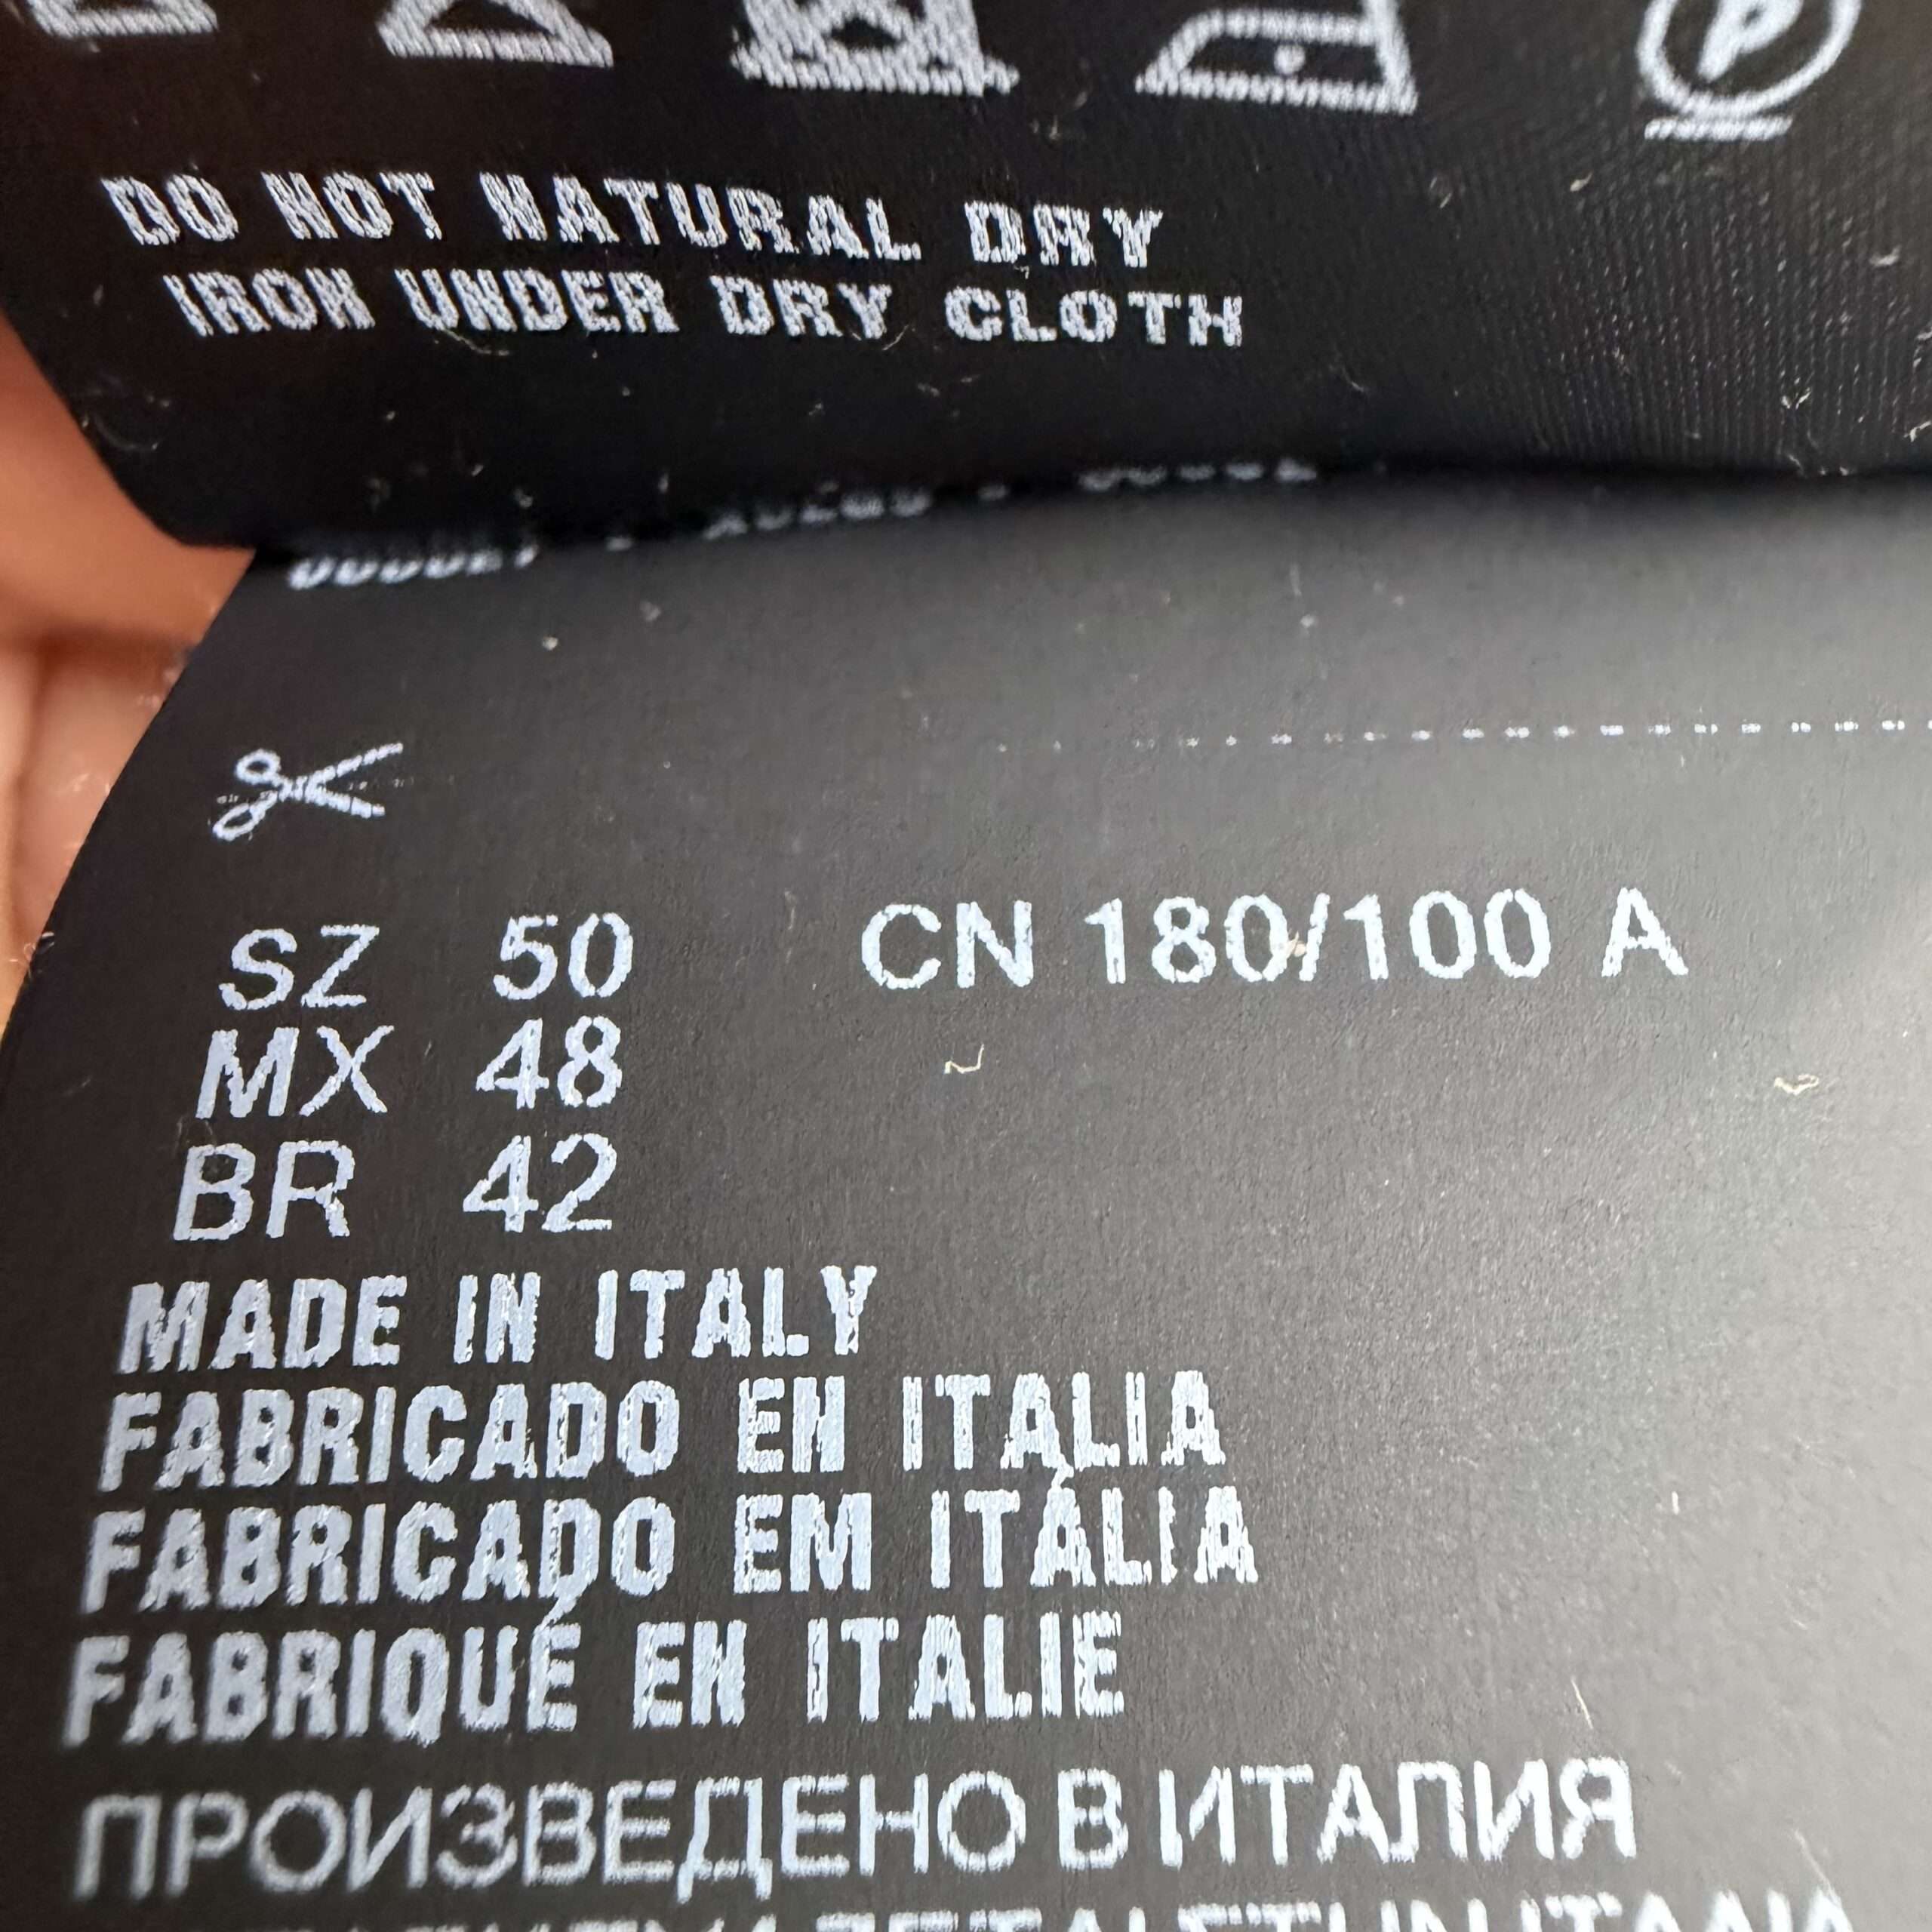 DO NOT NATURAL DRY
IRON UNDER DRY CLOTH
SZ 50 CN 180/100 A
MX 48
BR 42
MADE IN ITALY
FABRICADO EN ITALIA
FABRICADO EM ITÁLIA
FABRIQUÉ EN ITALIE
ПРОИЗВЕДЕНО В ИТАЛИЯ